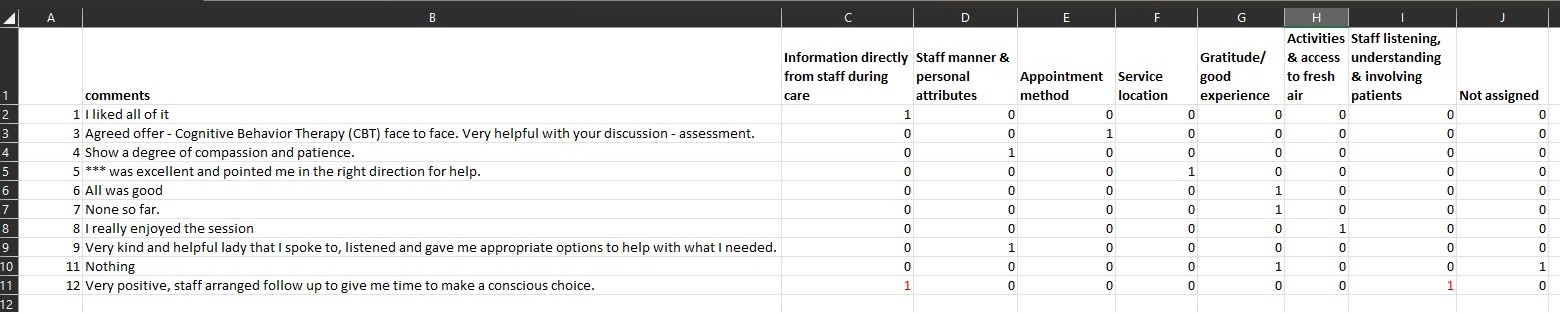 A B C D E F G H I J
1 comments Information directly from staff during care Staff manner & personal attributes Appointment method Service location Gratitude/ good experience Activities & access to fresh air Staff listening, understanding & involving patients Not assigned
2 1 I liked all of it 1 0 0 0 0 0 0 0
3 3 Agreed offer - Cognitive Behavior Therapy (CBT) face to face. Very helpful with your discussion - assessment. 0 0 1 0 0 0 0 0
4 4 Show a degree of compassion and patience. 0 1 0 0 0 0 0 0
5 5 *** was excellent and pointed me in the right direction for help. 0 0 0 1 0 0 0 0
6 6 All was good 0 0 0 0 1 0 0 0
7 7 None so far. 0 0 0 0 1 0 0 0
8 8 I really enjoyed the session 0 0 0 0 0 1 0 0
9 9 Very kind and helpful lady that I spoke to, listened and gave me appropriate options to help with what I needed. 0 1 0 0 0 0 0 0
10 11 Nothing 0 0 0 0 1 0 0 1
11 12 Very positive, staff arranged follow up to give me time to make a conscious choice. 1 0 0 0 0 0 1 0
12